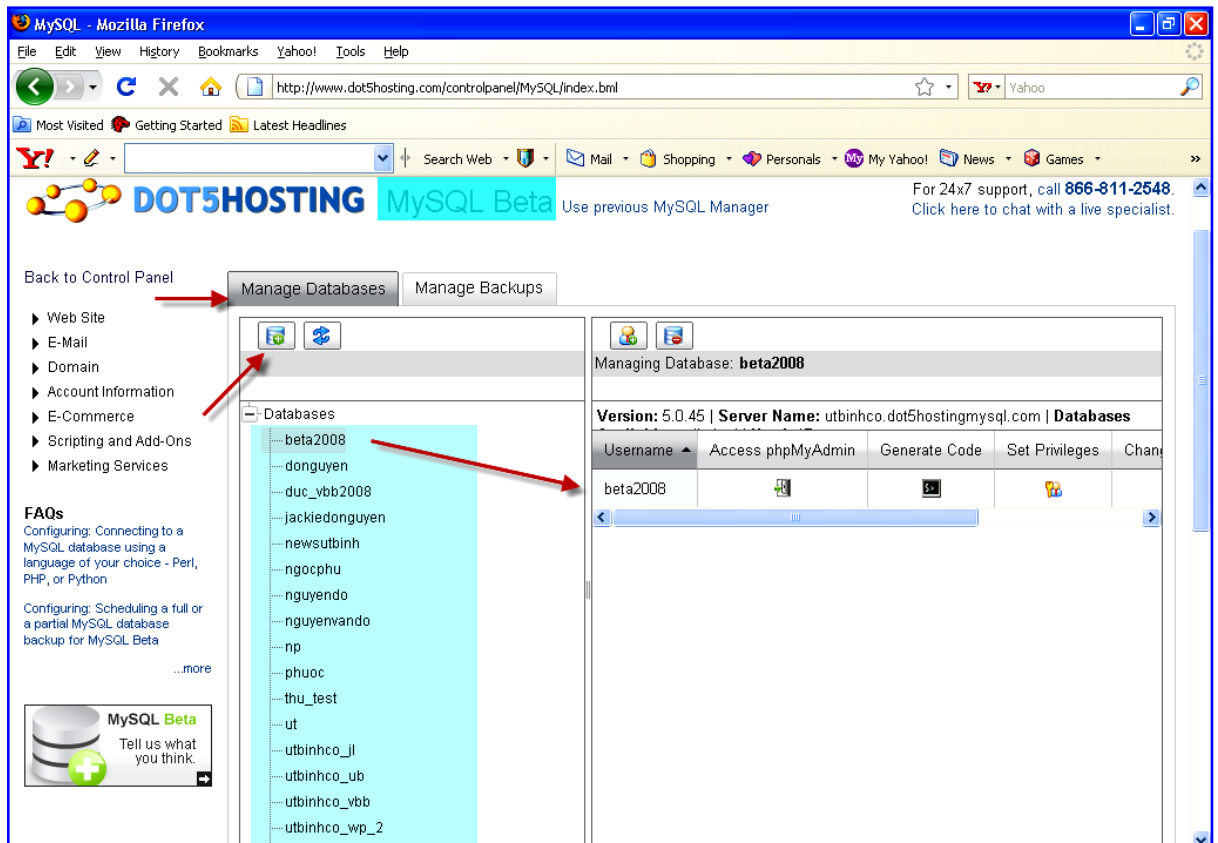 MySQL - Mozilla Firefox
File Edit View History Bookmarks Yahoo! Tools Help
http://www.dot5hosting.com/controlpanel/MySQL/index.bml
Yahoo
Most Visited Getting Started Latest Headlines
Y! Search Web Mail Shopping Personals My My Yahoo! News Games »
DOT5HOSTING MySQL Beta Use previous MySQL Manager
For 24x7 support, call 866-811-2548.
Click here to chat with a live specialist.
Back to Control Panel
Web Site
E-Mail
Domain
Account Information
E-Commerce
Scripting and Add-Ons
Marketing Services
FAQs
Configuring: Connecting to a
MySQL database using a
language of your choice - Perl,
PHP, or Python
Configuring: Scheduling a full or
a partial MySQL database
backup for MySQL Beta
...more
MySQL Beta
Tell us what
you think.
Manage Databases Manage Backups
Databases
beta2008
donguyen
duc_vbb2008
jackiedonguyen
newsutbinh
ngocphu
nguyendo
nguyenvando
np
phuoc
thu_test
ut
utbinhco_jl
utbinhco_ub
utbinhco_vbb
utbinhco_wp_2
Managing Database: beta2008
Version: 5.0.45 | Server Name: utbinhco.dot5hostingmysql.com | Databases
Username Access phpMyAdmin Generate Code Set Privileges
beta2008